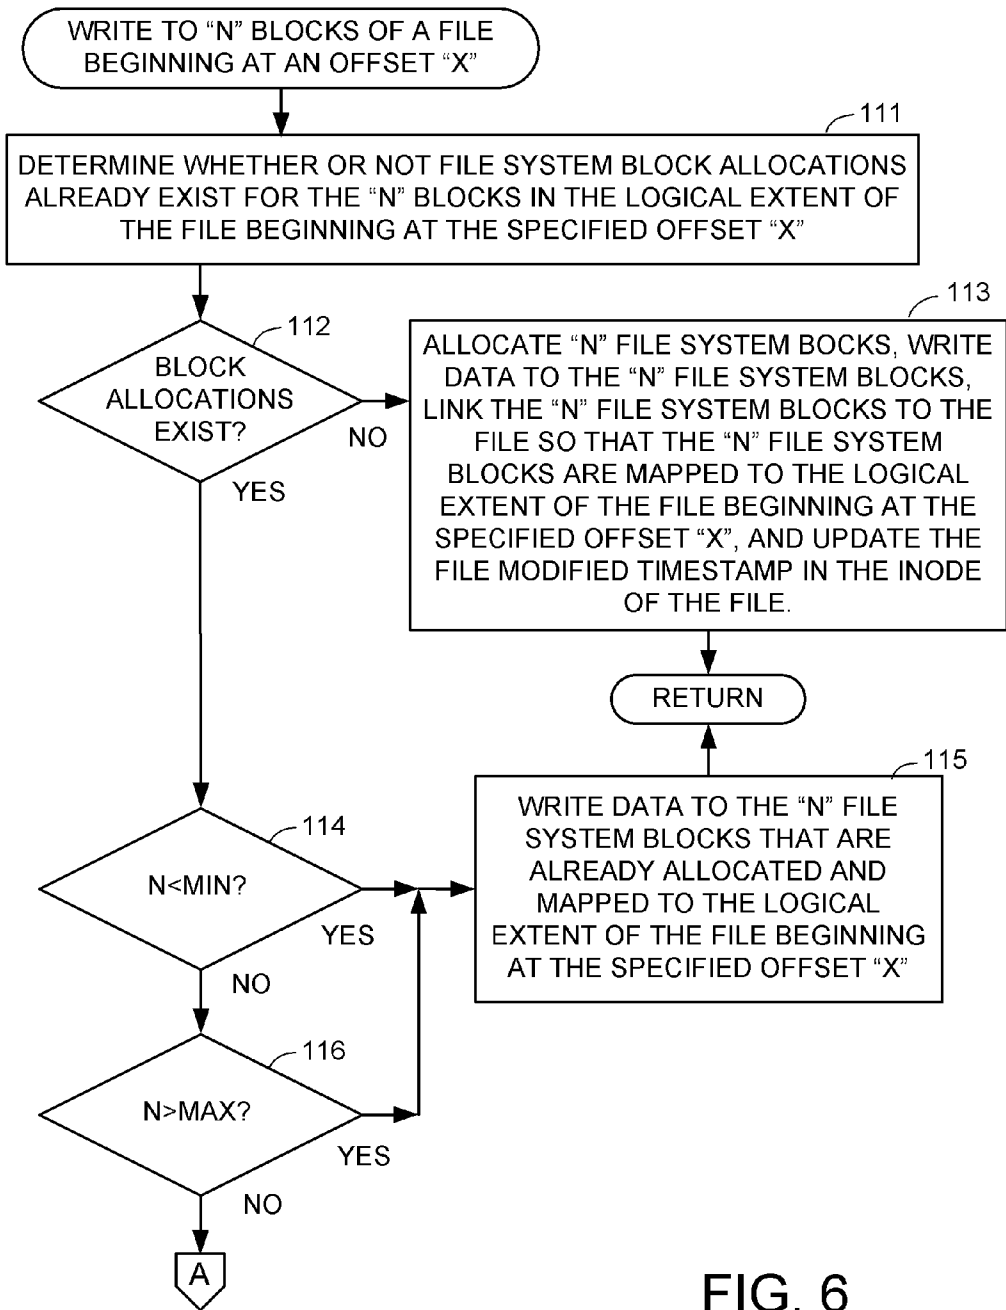 WRITE TO “N” BLOCKS OF A FILE
BEGINNING AT AN OFFSET “X”
111
DETERMINE WHETHER OR NOT FILE SYSTEM BLOCK ALLOCATIONS
ALREADY EXIST FOR THE “N” BLOCKS IN THE LOGICAL EXTENT OF
THE FILE BEGINNING AT THE SPECIFIED OFFSET “X”
112
BLOCK
ALLOCATIONS
EXIST?
NO
YES
113
ALLOCATE “N” FILE SYSTEM BOCKS, WRITE
DATA TO THE “N” FILE SYSTEM BLOCKS,
LINK THE “N” FILE SYSTEM BLOCKS TO THE
FILE SO THAT THE “N” FILE SYSTEM
BLOCKS ARE MAPPED TO THE LOGICAL
EXTENT OF THE FILE BEGINNING AT THE
SPECIFIED OFFSET “X”, AND UPDATE THE
FILE MODIFIED TIMESTAMP IN THE INODE
OF THE FILE.
RETURN
114
N<MIN?
YES
NO
115
WRITE DATA TO THE “N” FILE
SYSTEM BLOCKS THAT ARE
ALREADY ALLOCATED AND
MAPPED TO THE LOGICAL
EXTENT OF THE FILE BEGINNING
AT THE SPECIFIED OFFSET “X”
116
N>MAX?
YES
NO
A
FIG. 6